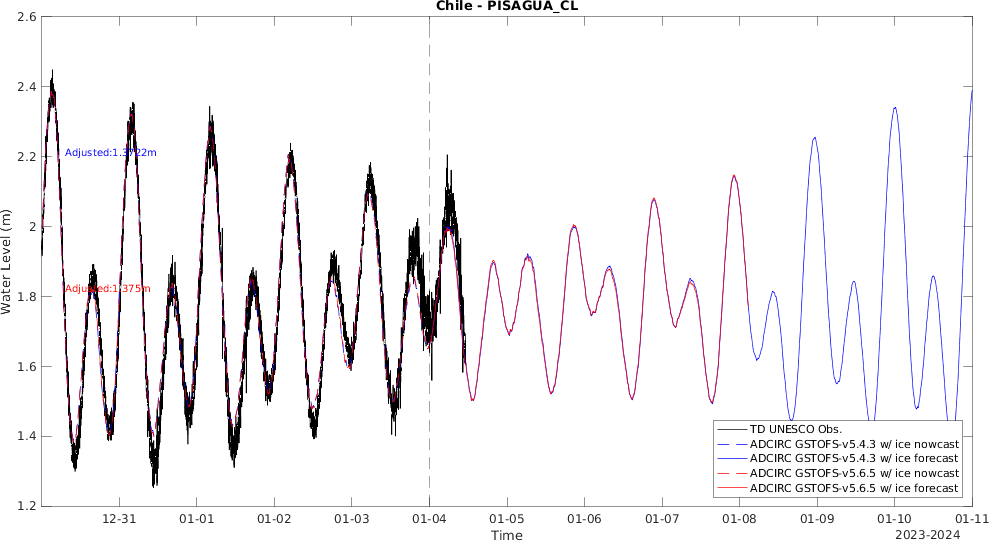 Chile - PISAGUA_CL
2.6
2.4
2.2
2
1.8
1.6
1.4
1.2
Water Level (m)
Adjusted:1.3722m
Adjusted:1.375m
TD UNESCO Obs.
ADCIRC GSTOFS-v5.4.3 w/ ice nowcast
ADCIRC GSTOFS-v5.4.3 w/ ice forecast
ADCIRC GSTOFS-v5.6.5 w/ ice nowcast
ADCIRC GSTOFS-v5.6.5 w/ ice forecast
12-31 01-01 01-02 01-03 01-04 01-05 01-06 01-07 01-08 01-09 01-10 01-11
Time
2023-2024